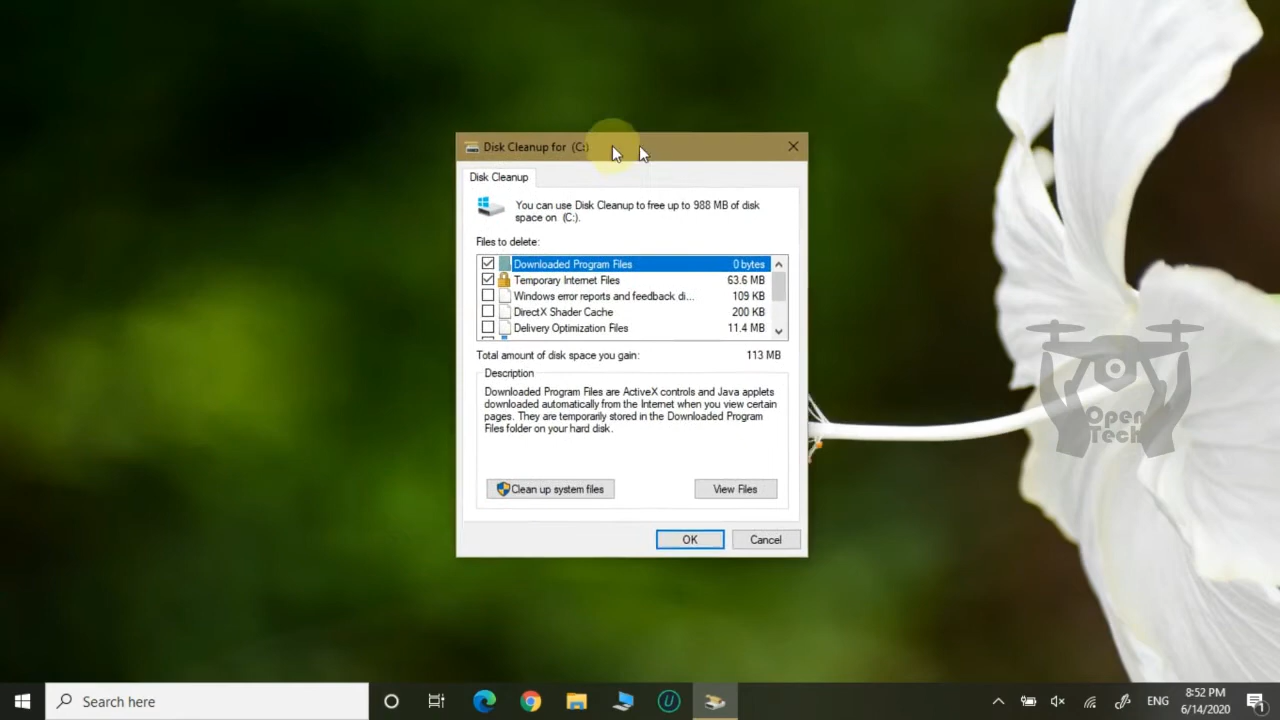 Disk Cleanup for (C:)
Disk Cleanup
You can use Disk Cleanup to free up to 988 MB of disk
space on (C:).
Files to delete:
Downloaded Program Files 0 bytes
Temporary Internet Files 63.6 MB
Windows error reports and feedback di... 109 KB
DirectX Shader Cache 200 KB
Delivery Optimization Files 11.4 MB
Total amount of disk space you gain: 113 MB
Description
Downloaded Program Files are ActiveX controls and Java applets
downloaded automatically from the Internet when you view certain
pages. They are temporarily stored in the Downloaded Program
Files folder on your hard disk.
Clean up system files View Files
OK Cancel
Open
Tech
Search here
ENG
8:52 PM
6/14/2020
1